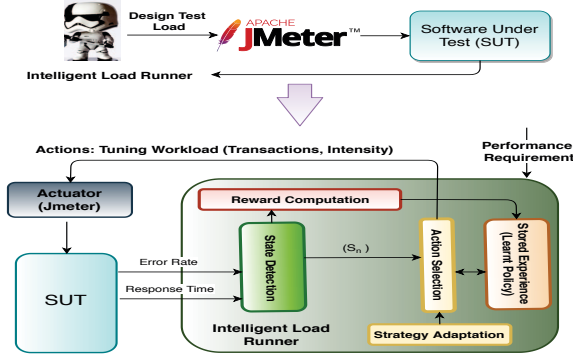 Design Test
Load
APACHE
JMeter™
Software Under
Test (SUT)
Intelligent Load Runner
Actions: Tuning Workload (Transactions, Intensity)
Performance
Requirement
Actuator
(Jmeter)
Reward Computation
State Detection
(Sn)
Action Selection
Stored Experience
(Learnt Policy)
Error Rate
Response Time
SUT
Intelligent Load
Runner
Strategy Adaptation